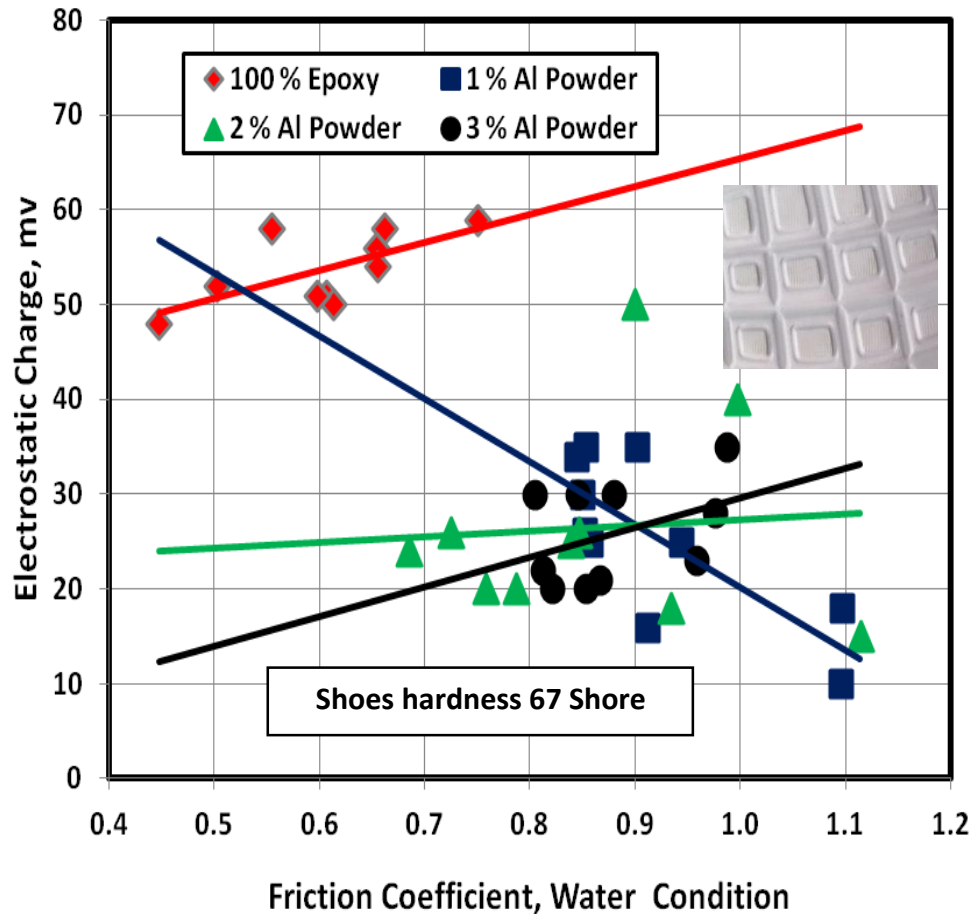 80
70
60
50
40
30
20
10
0
Electrostatic Charge, mv
100 % Epoxy
1 % Al Powder
2 % Al Powder
3 % Al Powder
Shoes hardness 67 Shore
0.4 0.5 0.6 0.7 0.8 0.9 1.0 1.1 1.2
Friction Coefficient, Water Condition